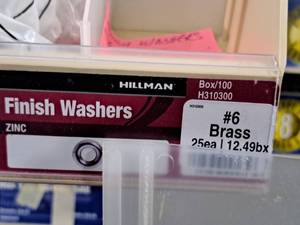 WASHERS
HILLMAN
Box/100
H310300
Finish Washers
ZINC
#6
Brass
25ea | 12.49bx